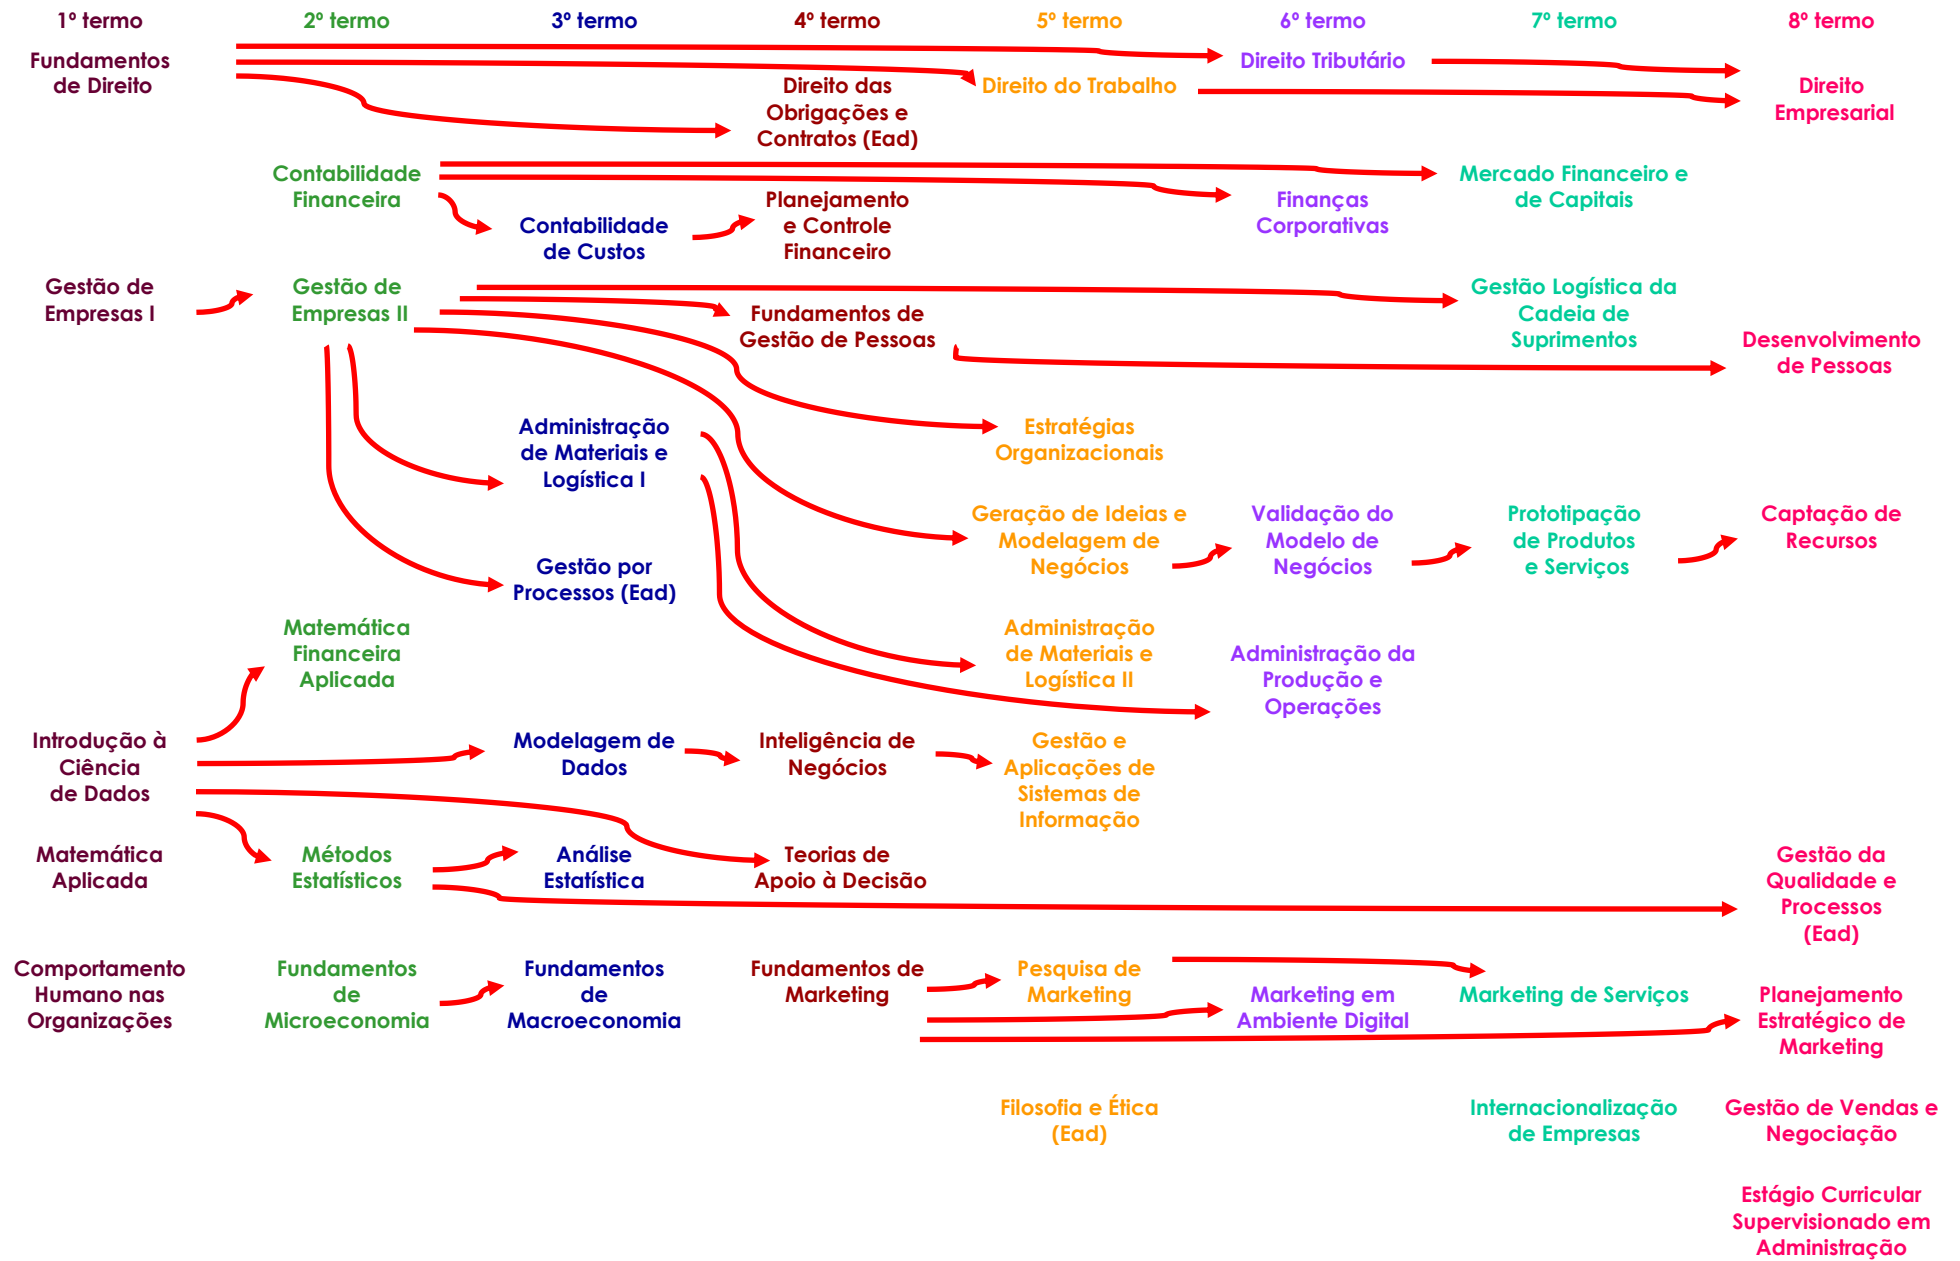 1º termo
Fundamentos
de Direito
Gestão de
Empresas I
Introdução à
Ciência
de Dados
Matemática
Aplicada
Comportamento
Humano nas
Organizações
2º termo
Contabilidade
Financeira
Gestão de
Empresas II
Matemática
Financeira
Aplicada
Métodos
Estatísticos
Fundamentos
de
Microeconomia
3º termo
Contabilidade
de Custos
Administração
de Materiais e
Logística I
Gestão por
Processos (Ead)
Modelagem de
Dados
Análise
Estatística
Fundamentos
de
Macroeconomia
4º termo
Direito das
Obrigações e
Contratos (Ead)
Planejamento
e Controle
Financeiro
Fundamentos de
Gestão de Pessoas
Inteligência de
Negócios
Teorias de
Apoio à Decisão
Fundamentos de
Marketing
5º termo
Direito do Trabalho
Estratégias
Organizacionais
Geração de Ideias e
Modelagem de
Negócios
Administração
de Materiais e
Logística II
Gestão e
Aplicações de
Sistemas de
Informação
Pesquisa de
Marketing
Filosofia e Ética
(Ead)
6º termo
Direito Tributário
Finanças
Corporativas
Validação do
Modelo de
Negócios
Administração da
Produção e
Operações
Marketing em
Ambiente Digital
7º termo
Mercado Financeiro e
de Capitais
Gestão Logística da
Cadeia de
Suprimentos
Prototipação
de Produtos
e Serviços
Marketing de Serviços
Internacionalização
de Empresas
8º termo
Direito
Empresarial
Desenvolvimento
de Pessoas
Captação de
Recursos
Gestão da
Qualidade e
Processos
(Ead)
Planejamento
Estratégico de
Marketing
Gestão de Vendas e
Negociação
Estágio Curricular
Supervisionado em
Administração